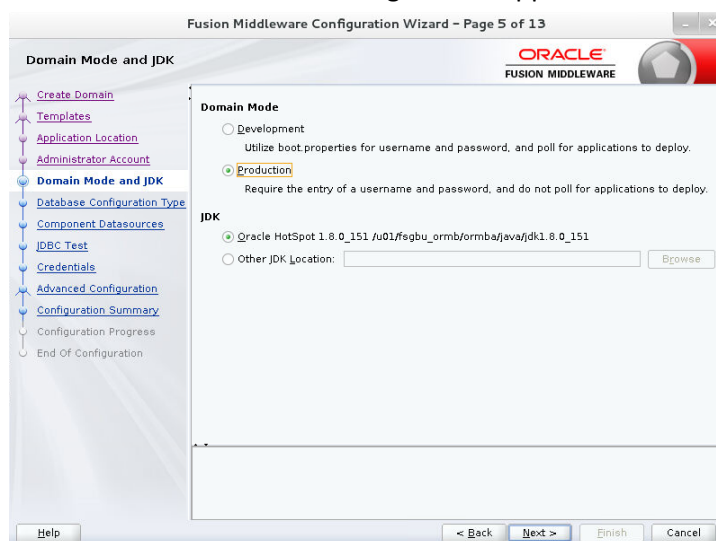 Fusion Middleware Configuration Wizard - Page 5 of 13
Domain Mode and JDK
ORACLE
FUSION MIDDLEWARE
Create Domain
Templates
Application Location
Administrator Account
Domain Mode and JDK
Database Configuration Type
Component Datasources
JDBC Test
Credentials
Advanced Configuration
Configuration Summary
Configuration Progress
End Of Configuration
Domain Mode
Development
Utilize boot.properties for username and password, and poll for applications to deploy.
Production
Require the entry of a username and password, and do not poll for applications to deploy.
JDK
Oracle HotSpot 1.8.0_151 /u01/fsgbu_ormb/ormba/java/jdk1.8.0_151
Other JDK Location:
Browse
Help
< Back
Next >
Finish
Cancel